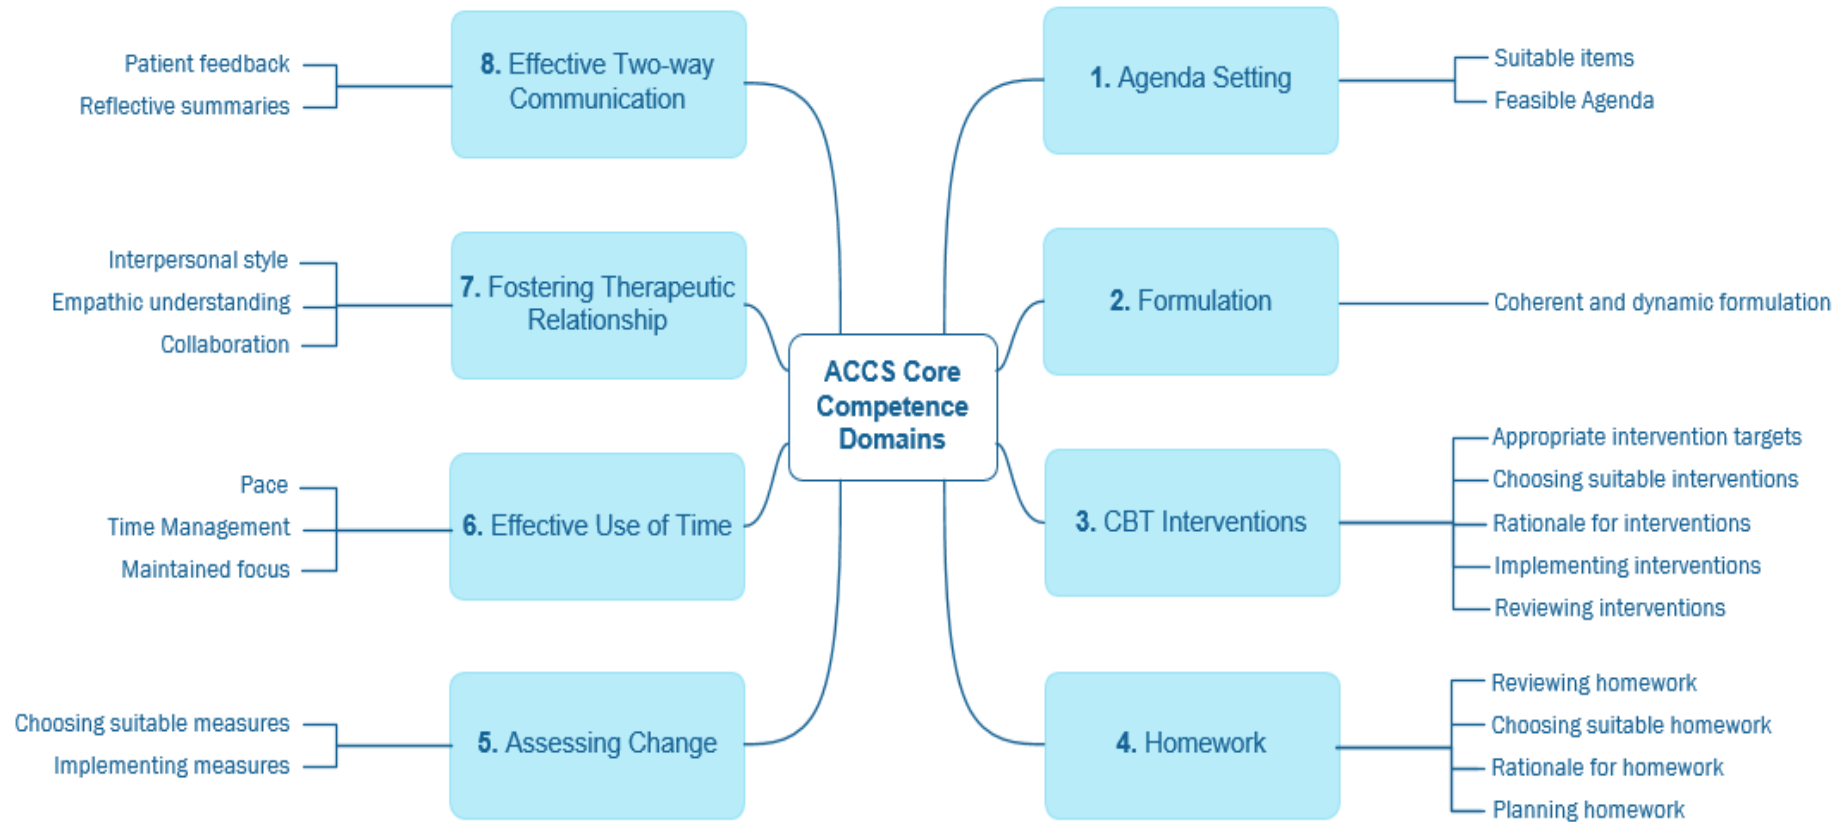 ACCS Core
Competence
Domains
1. Agenda Setting
Suitable items
Feasible Agenda
2. Formulation
Coherent and dynamic formulation
3. CBT Interventions
Appropriate intervention targets
Choosing suitable interventions
Rationale for interventions
Implementing interventions
Reviewing interventions
4. Homework
Reviewing homework
Choosing suitable homework
Rationale for homework
Planning homework
5. Assessing Change
Choosing suitable measures
Implementing measures
6. Effective Use of Time
Pace
Time Management
Maintained focus
7. Fostering Therapeutic
Relationship
Interpersonal style
Empathic understanding
Collaboration
8. Effective Two-way
Communication
Patient feedback
Reflective summaries